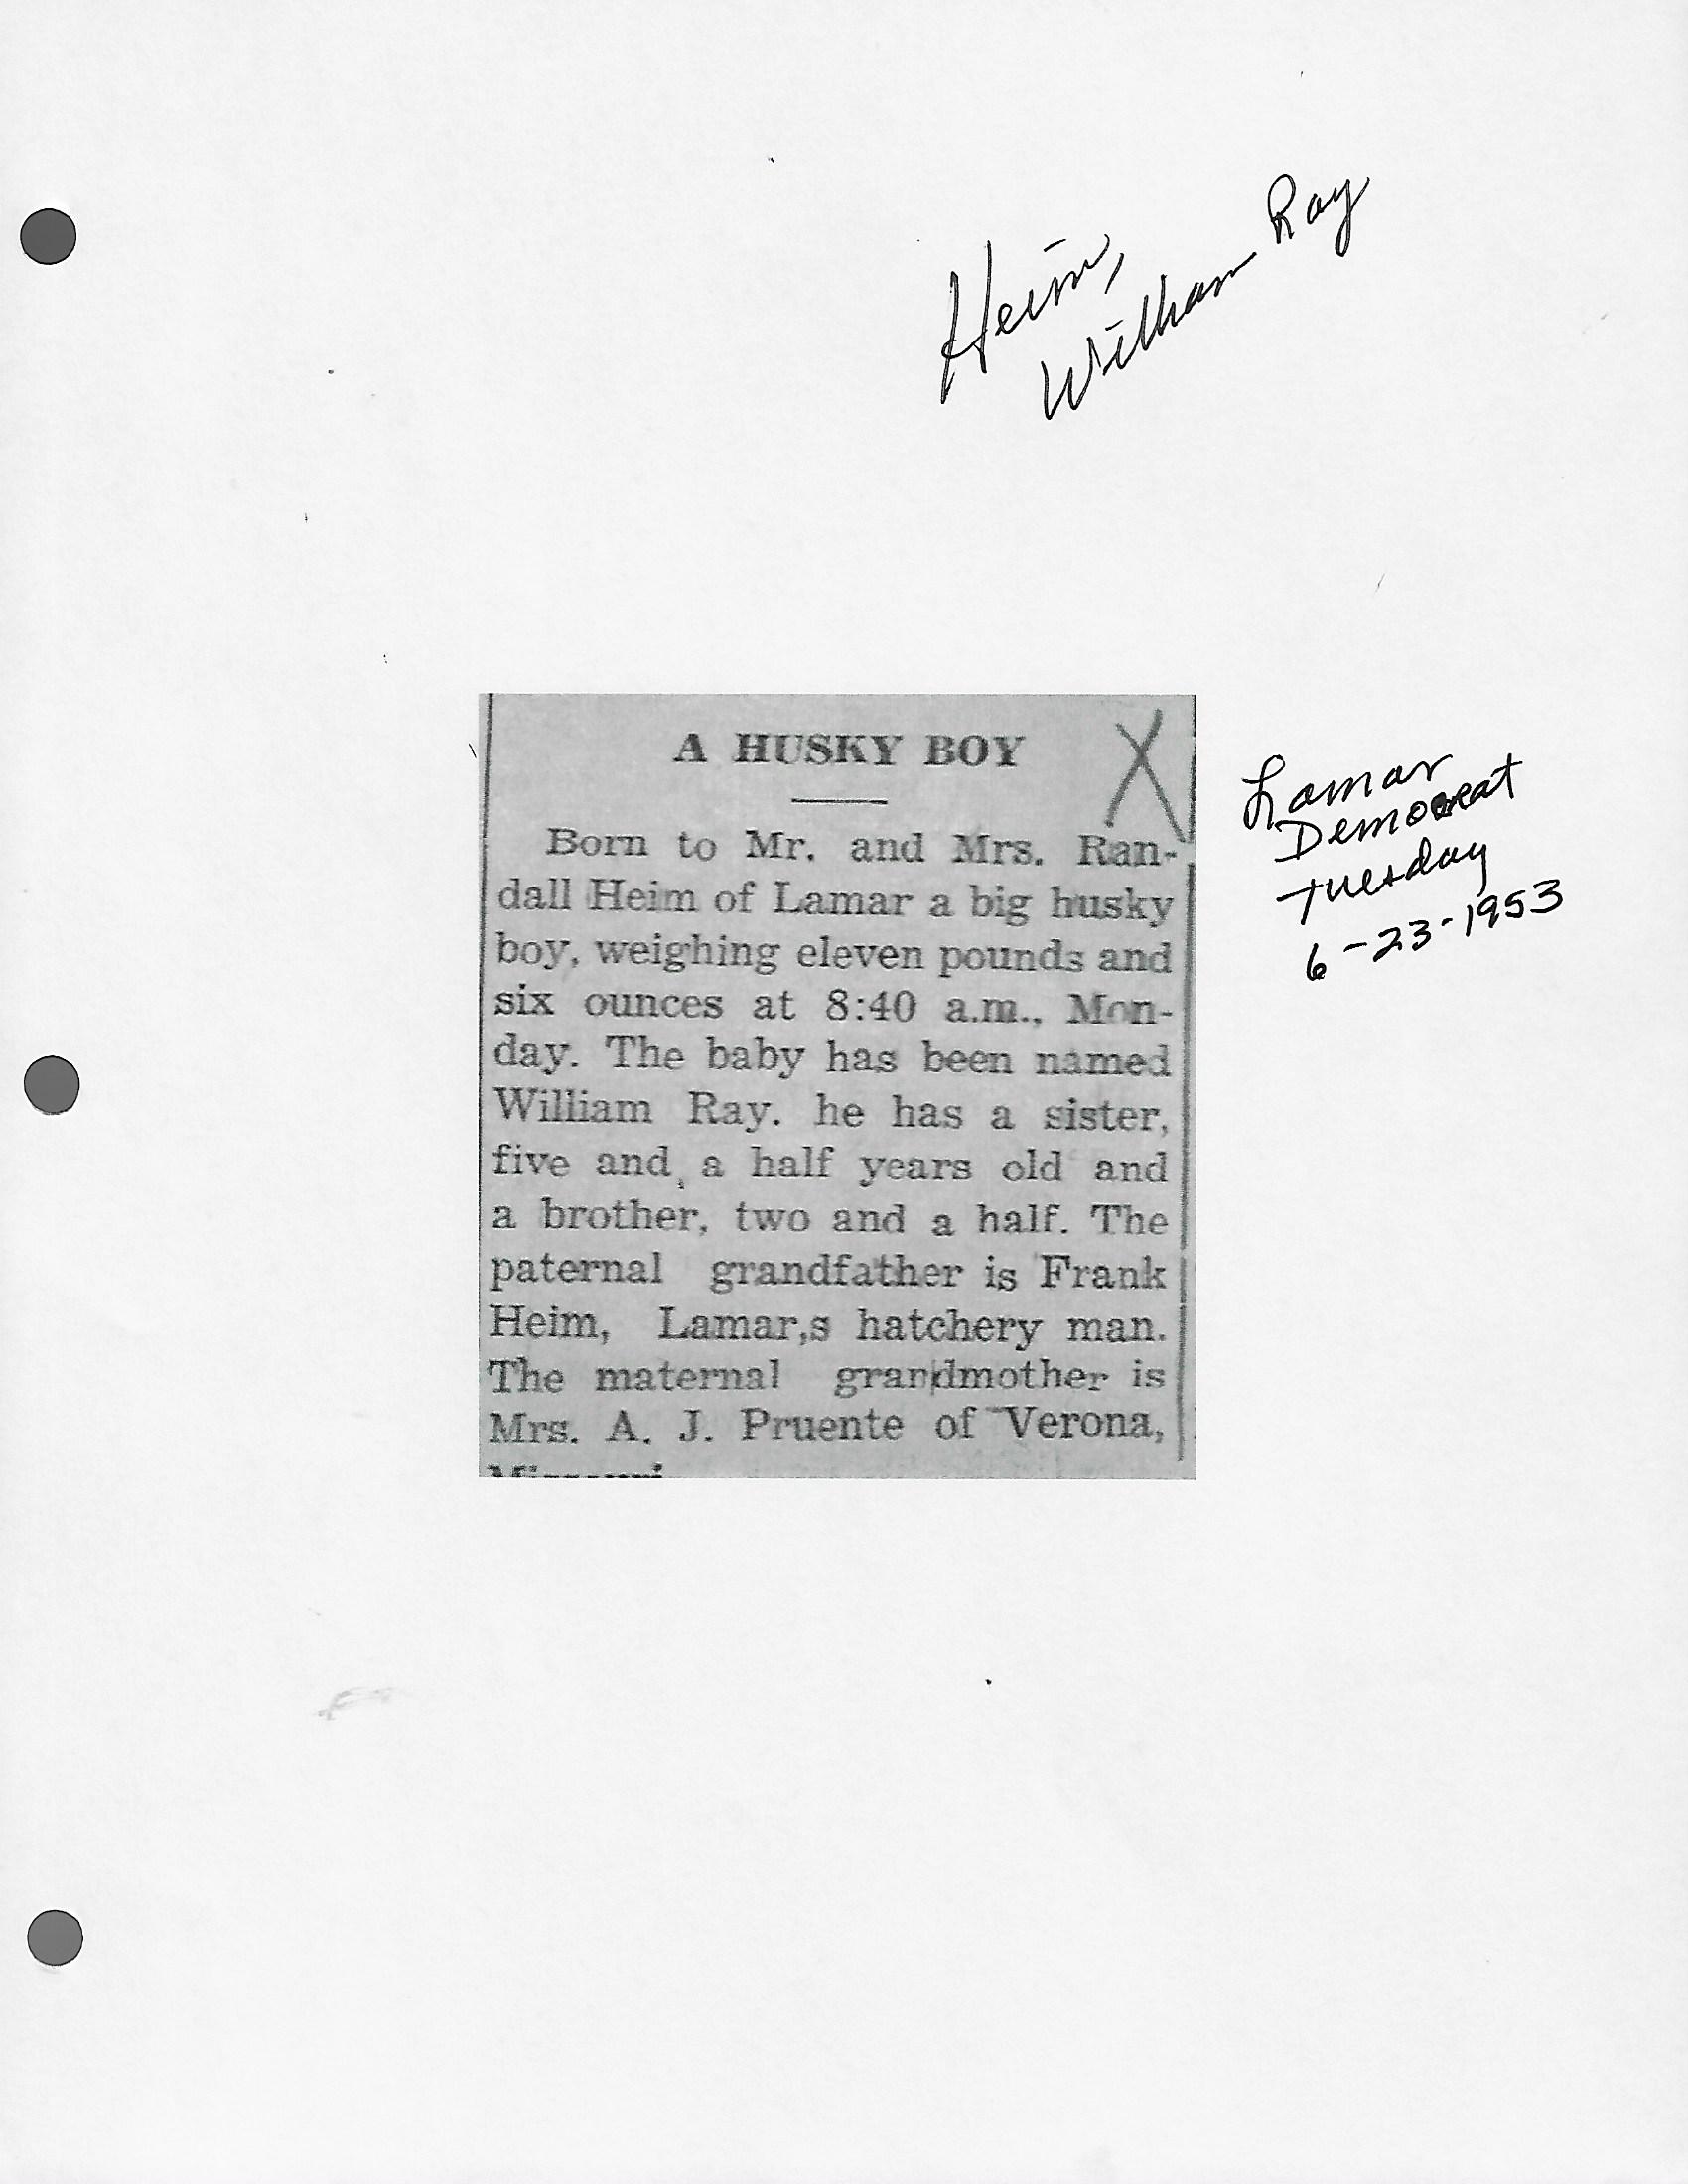 Heim,
William Ray
A HUSKY BOY
X
Born to Mr. and Mrs. Ran-
dall Heim of Lamar a big husky
boy, weighing eleven pounds and
six ounces at 8:40 a.m., Mon-
day. The baby has been named
William Ray. he has a sister,
five and a half years old and
a brother, two and a half. The
paternal grandfather is Frank
Heim, Lamar,s hatchery man.
The maternal grandmother is
Mrs. A. J. Pruente of Verona,
Missouri
Lamar
Democrat
Tuesday
6-23-1953